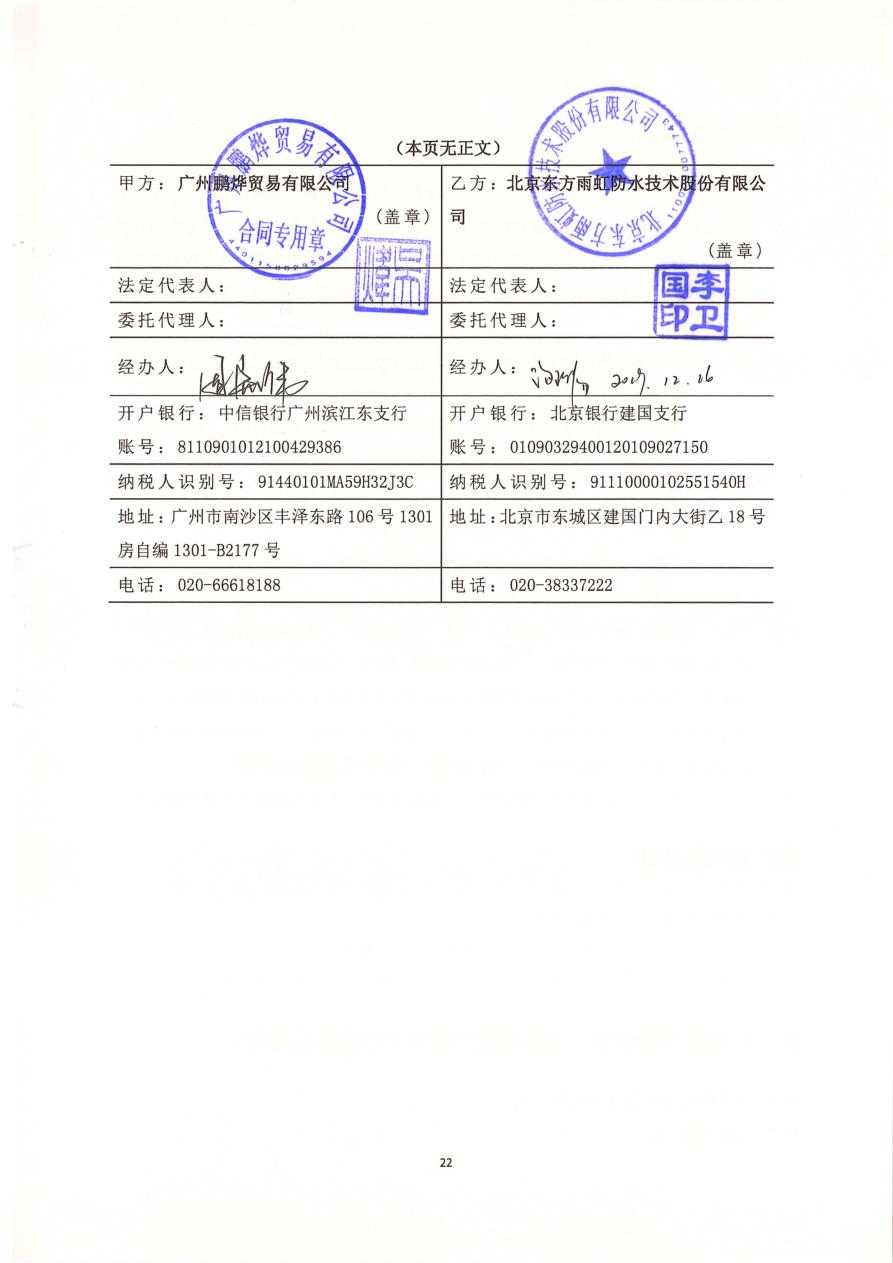 （本页无正文）
甲方：广州鹏烨贸易有限公司
（盖章）
乙方：北京东方雨虹防水技术股份有限公
司
（盖章）
法定代表人：
法定代表人：
委托代理人：
委托代理人：
经办人：
经办人： 2019.12.16
开户银行：中信银行广州滨江东支行
账号：8110901012100429386
开户银行：北京银行建国支行
账号：01090329400120109027150
纳税人识别号：91440101MA59H32J3C
纳税人识别号：91110000102551540H
地址：广州市南沙区丰泽东路106号1301
房自编1301-B2177号
地址：北京市东城区建国门内大街乙18号
电话：020-66618188
电话：020-38337222
广州鹏烨贸易有限公司
合同专用章
北京东方雨虹防水技术股份有限公司
李卫国印
22